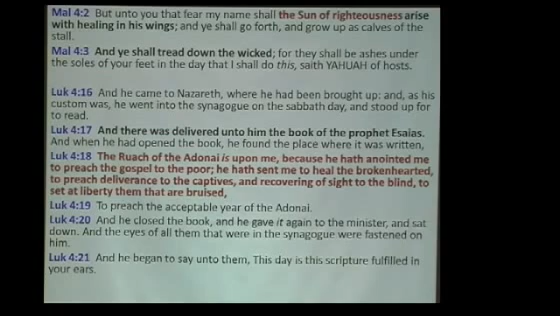 Mal 4:2 But unto you that fear my name shall the Sun of righteousness arise
with healing in his wings; and ye shall go forth, and grow up as calves of the
stall.
Mal 4:3 And ye shall tread down the wicked; for they shall be ashes under
the soles of your feet in the day that I shall do this, saith YAHUAH of hosts.
Luk 4:16 And he came to Nazareth, where he had been brought up: and, as his
custom was, he went into the synagogue on the sabbath day, and stood up for
to read.
Luk 4:17 And there was delivered unto him the book of the prophet Esaias.
And when he had opened the book, he found the place where it was written,
Luk 4:18 The Ruach of the Adonai is upon me, because he hath anointed me
to preach the gospel to the poor; he hath sent me to heal the brokenhearted,
to preach deliverance to the captives, and recovering of sight to the blind, to
set at liberty them that are bruised,
Luk 4:19 To preach the acceptable year of the Adonai.
Luk 4:20 And he closed the book, and he gave it again to the minister, and sat
down. And the eyes of all them that were in the synagogue were fastened on
him.
Luk 4:21 And he began to say unto them, This day is this scripture fulfilled in
your ears.